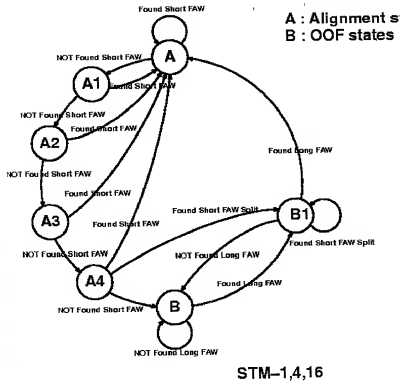 Found Short FAW
A : Alignment s
B : OOF states
NOT Found Short FAW
A
A1
Found Short FAW
NOT Found Short FAW
Found Short FAW
A2
Found Long FAW
NOT Found Short FAW
Found Short FAW
A3
Found Short FAW
Found Short FAW Split
B1
Found Short FAW Split
NOT Found Short FAW
NOT Found Long FAW
A4
Found Long FAW
NOT Found Short FAW
B
NOT Found Long FAW
STM–1,4,16